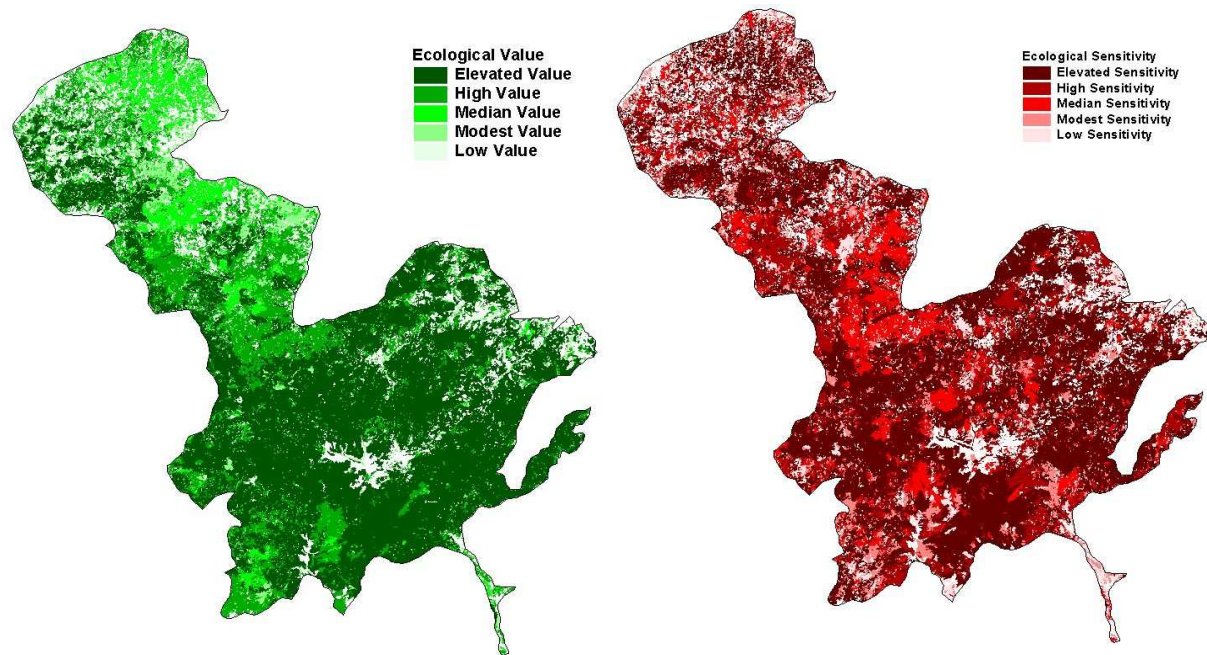 Ecological Value
Elevated Value
High Value
Median Value
Modest Value
Low Value
Ecological Sensitivity
Elevated Sensitivity
High Sensitivity
Median Sensitivity
Modest Sensitivity
Low Sensitivity